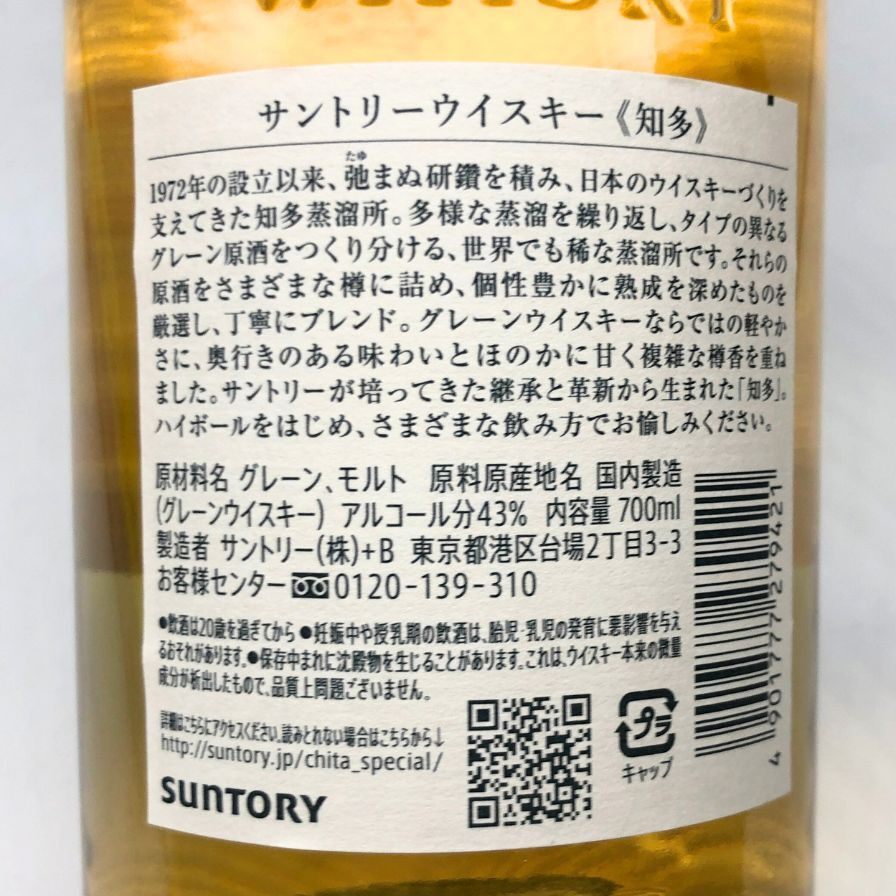 WHISKY
サントリーウイスキー《知多》
たゆ
1972年の設立以来、弛まぬ研鑽を積み、日本のウイスキーづくりを
支えてきた知多蒸溜所。多様な蒸溜を繰り返し、タイプの異なる
グレーン原酒をつくり分ける、世界でも稀な蒸溜所です。それらの
原酒をさまざまな樽に詰め、個性豊かに熟成を深めたものを
厳選し、丁寧にブレンド。グレーンウイスキーならではの軽やか
さに、奥行きのある味わいとほのかに甘く複雑な樽香を重ね
ました。サントリーが培ってきた継承と革新から生まれた「知多」。
ハイボールをはじめ、さまざまな飲み方でお愉しみください。
原材料名 グレーン、モルト 原料原産地名 国内製造
(グレーンウイスキー) アルコール分43% 内容量 700ml
製造者 サントリー(株)+B 東京都港区台場2丁目3-3
お客様センター 0120-139-310
●飲酒は20歳を過ぎてから ●妊娠中や授乳期の飲酒は、胎児・乳児の発育に悪影響を与え
るおそれがあります。●保存中まれに沈殿物を生じることがあります。これは、ウイスキー本来の微量
成分が析出したもので、品質上問題ございません。
詳細はこちらにアクセスください。読みとれない場合はこちらから↓
http://suntory.jp/chita_special/
SUNTORY
プラ
キャップ
4 901777 279421